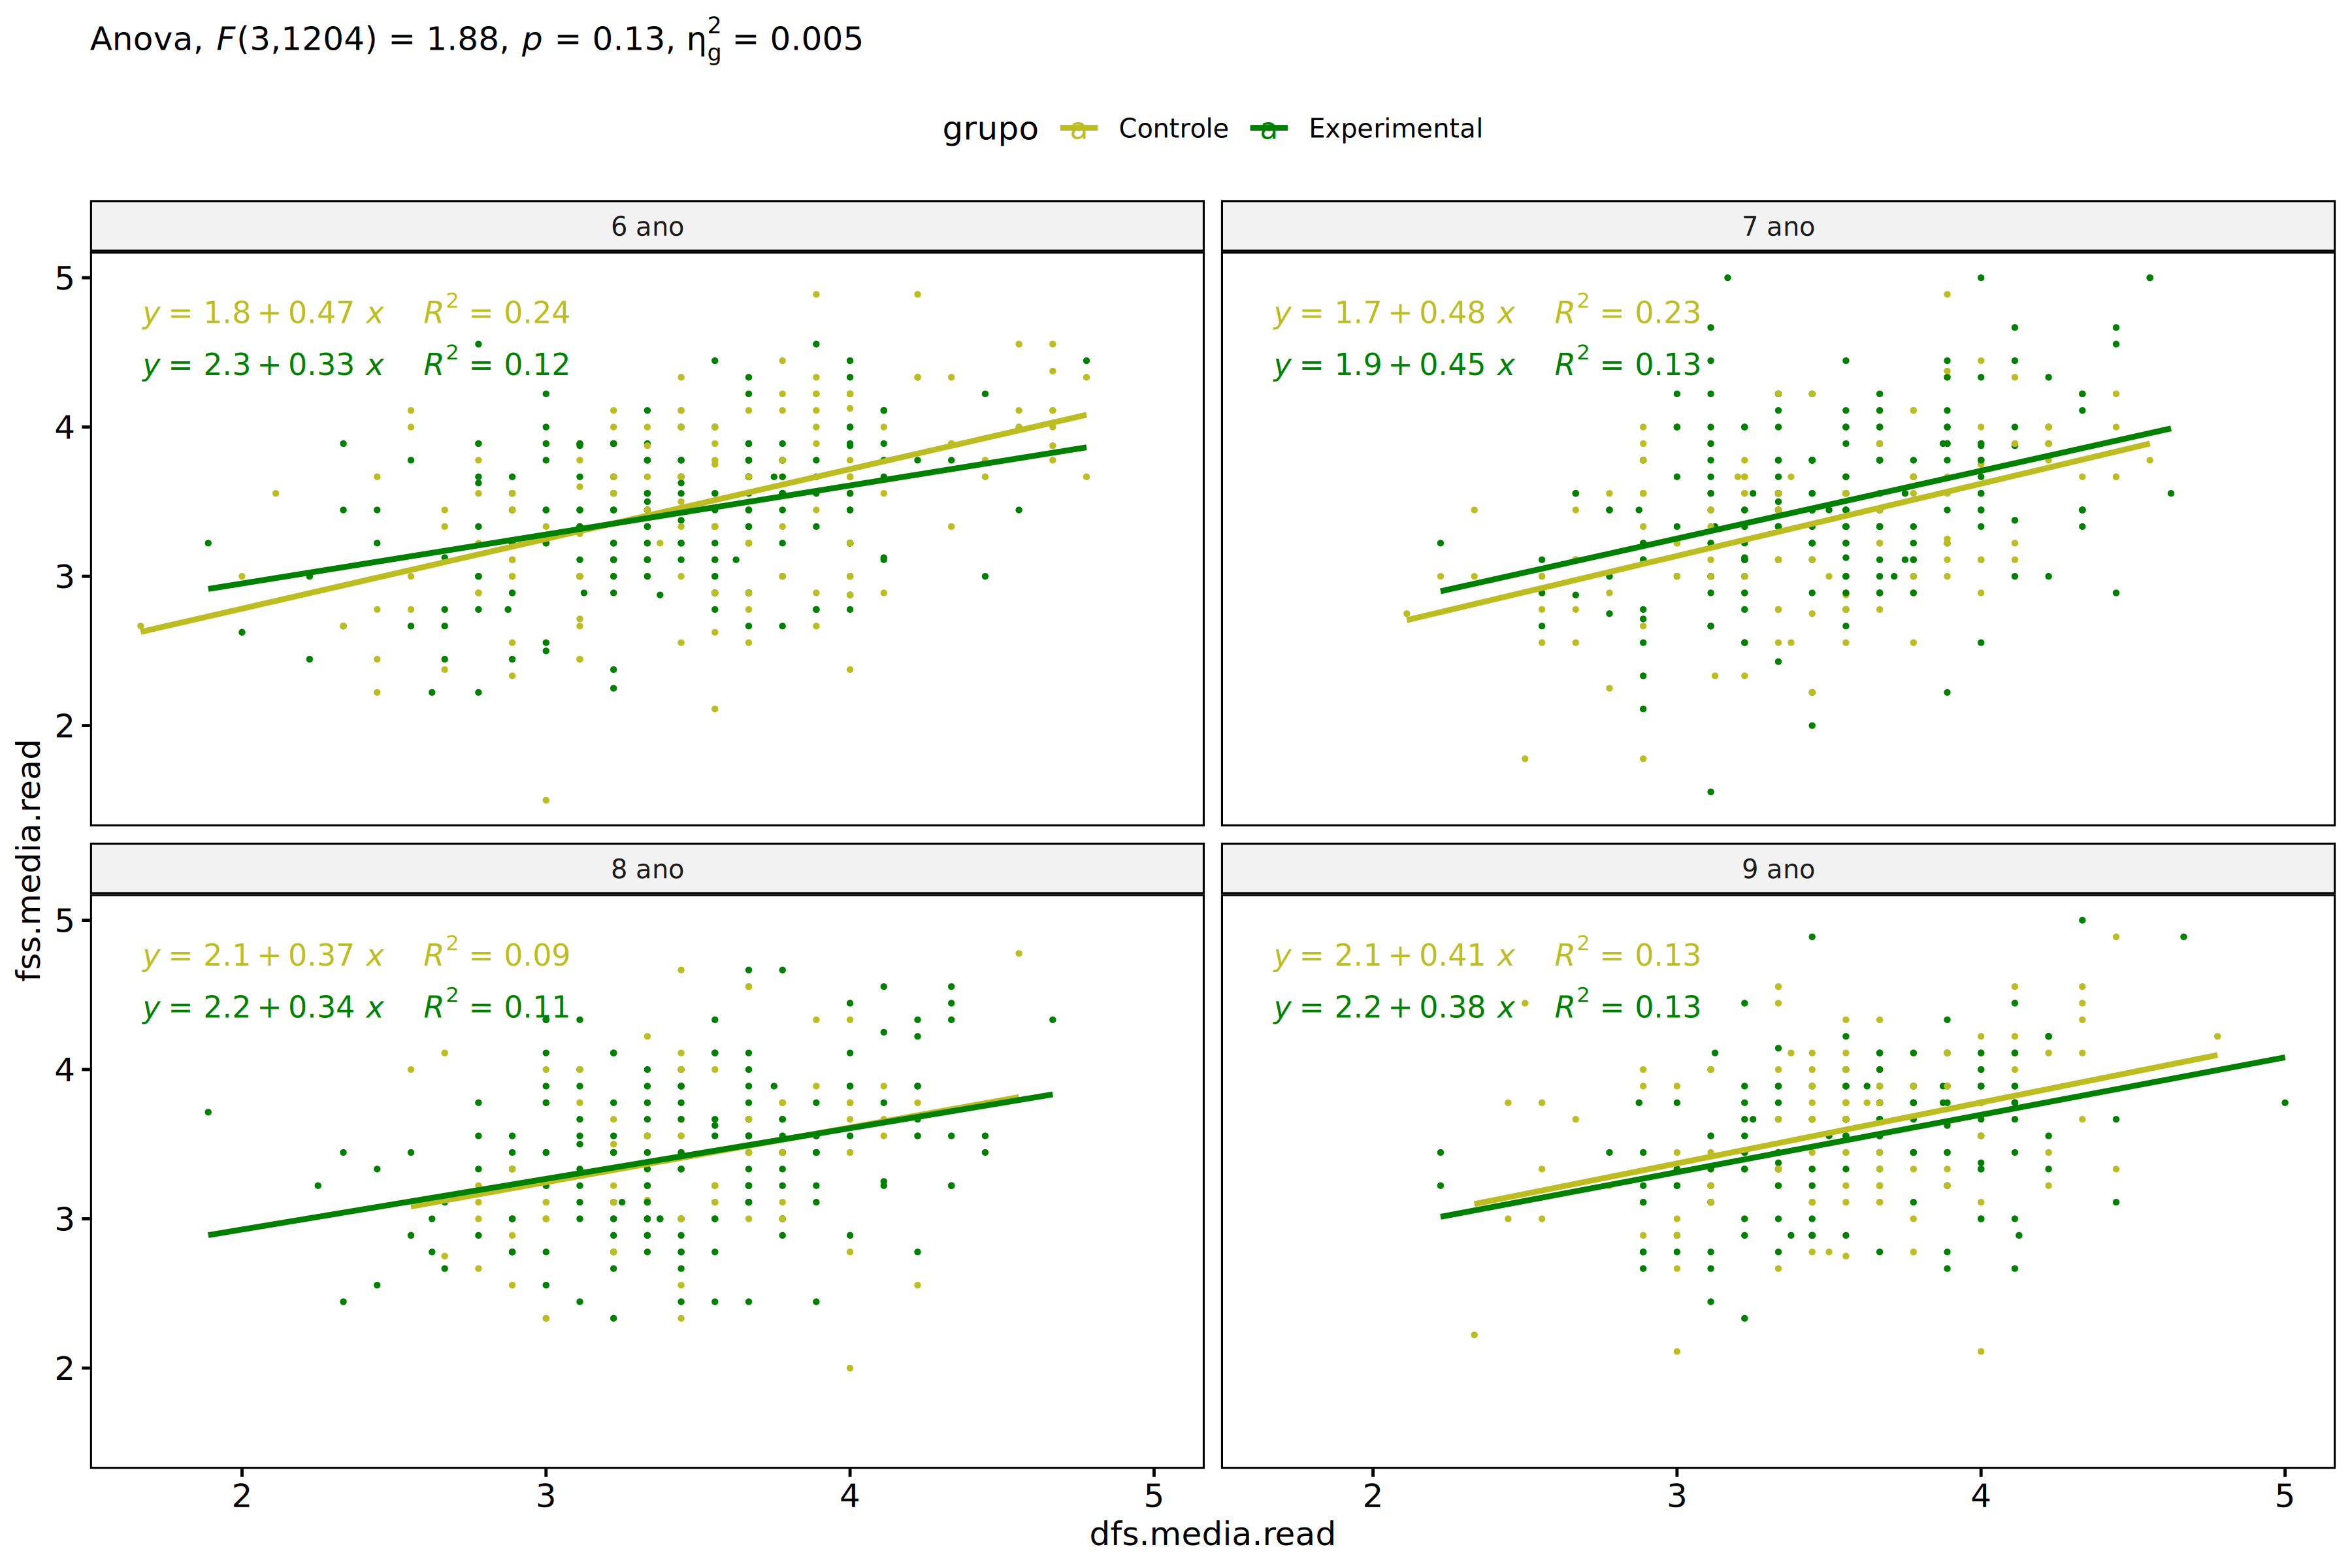 Anova, F(3,1204) = 1.88, p = 0.13, η²g = 0.005
grupo a Controle a Experimental
6 ano
7 ano
5
4
3
2
y = 1.8 + 0.47 x R² = 0.24
y = 2.3 + 0.33 x R² = 0.12
y = 1.7 + 0.48 x R² = 0.23
y = 1.9 + 0.45 x R² = 0.13
fss.media.read
8 ano
9 ano
5
4
3
2
y = 2.1 + 0.37 x R² = 0.09
y = 2.2 + 0.34 x R² = 0.11
y = 2.1 + 0.41 x R² = 0.13
y = 2.2 + 0.38 x R² = 0.13
2 3 4 5
2 3 4 5
dfs.media.read